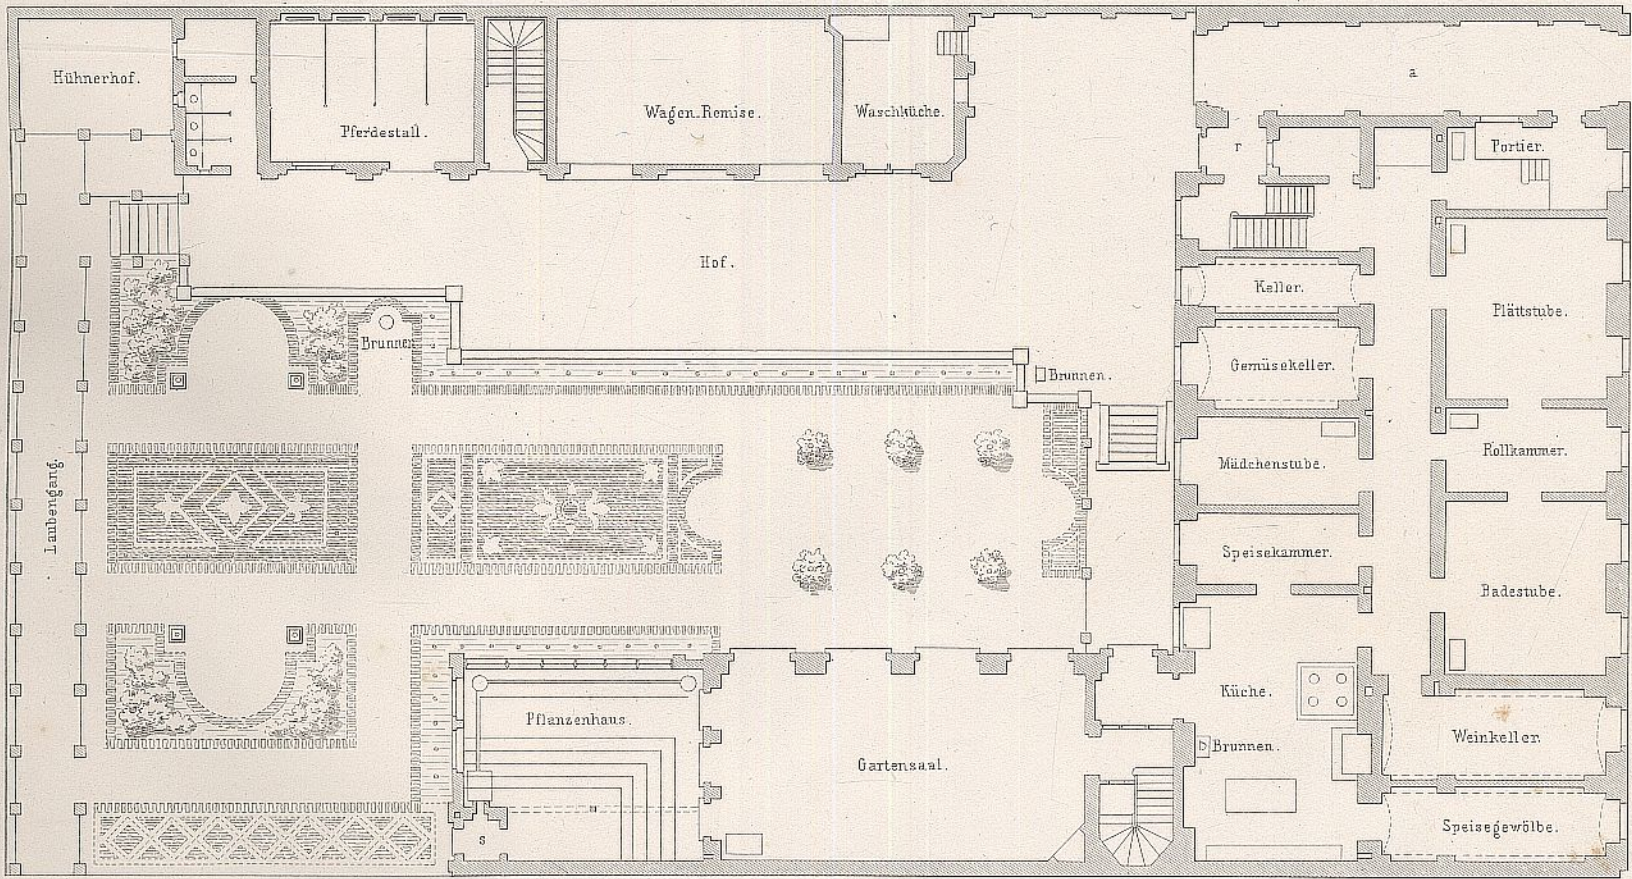 Hühnerhof.
Pferdestall.
Wagen-Remise.
Waschküche.
a
r
Portier.
Hof.
Keller.
Plättstube.
Brunnen
Brunnen.
Gemüsekeller.
Laubengang.
Mädchenstube.
Rollkammer.
Speisekammer.
Badestube.
Pflanzenhaus.
Küche.
Gartensaal.
Brunnen.
Weinkeller.
s
Speisegewölbe.